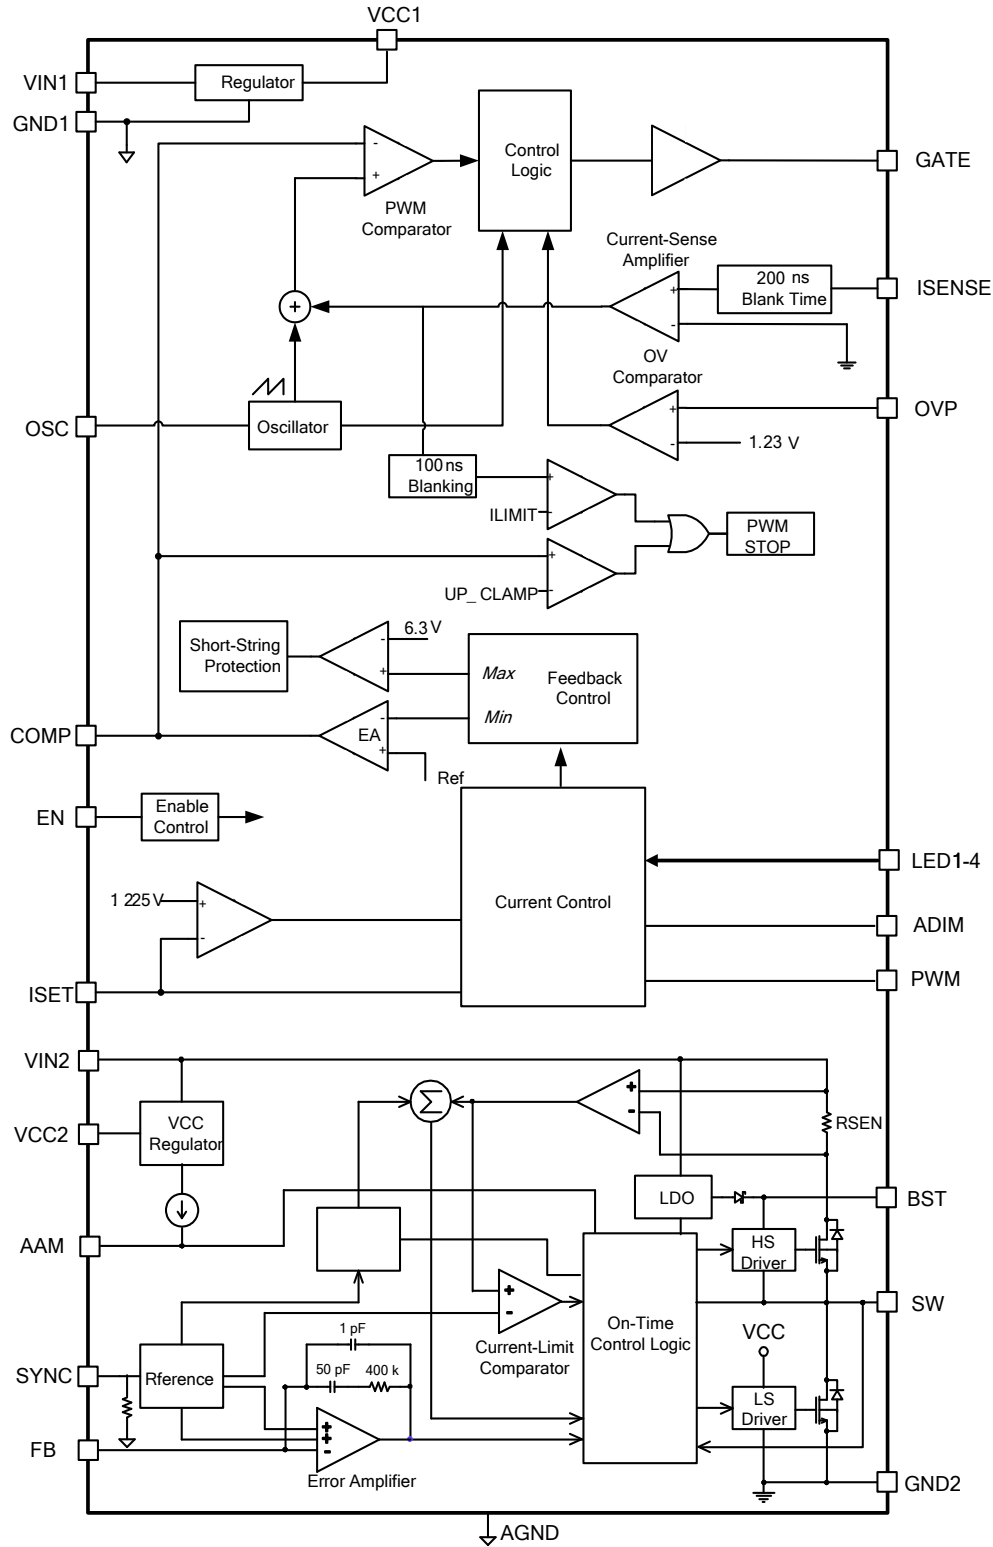 VCC1
VIN1
Regulator
GND1
-
+
PWM
Comparator
Control
Logic
GATE
Current-Sense
Amplifier
+
-
200 ns
Blank Time
ISENSE
+
OV
Comparator
OSC
Oscillator
+
-
1.23 V
OVP
100 ns
Blanking
+
-
ILIMIT
PWM
STOP
+
-
UP_ CLAMP
Short-String
Protection
-
+
6.3 V
Max
Min
Feedback
Control
COMP
EA
-
+
Ref
EN
Enable
Control
LED1-4
1 225 V
+
-
Current Control
ADIM
ISET
PWM
VIN2
VCC2
VCC
Regulator
Σ
+
-
RSEN
LDO
BST
AAM
HS
Driver
+
-
Current-Limit
Comparator
On-Time
Control Logic
SW
VCC
1 pF
50 pF
400 k
SYNC
Rference
LS
Driver
FB
+
+
-
Error Amplifier
GND2
AGND